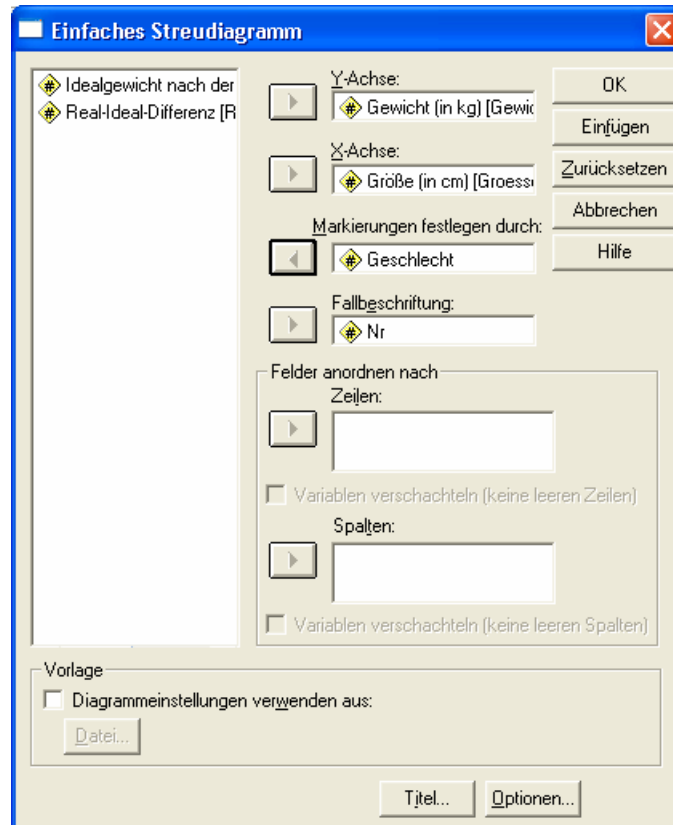 Einfaches Streudiagramm
Idealgewicht nach der
Real-Ideal-Differenz [R
Y-Achse:
Gewicht (in kg) [Gewic
X-Achse:
Größe (in cm) [Groess
Markierungen festlegen durch:
Geschlecht
Fallbeschriftung:
Nr
Felder anordnen nach
Zeilen:
Variablen verschachteln (keine leeren Zeilen)
Spalten:
Variablen verschachteln (keine leeren Spalten)
OK
Einfügen
Zurücksetzen
Abbrechen
Hilfe
Vorlage
Diagrammeinstellungen verwenden aus:
Datei...
Titel...
Optionen...